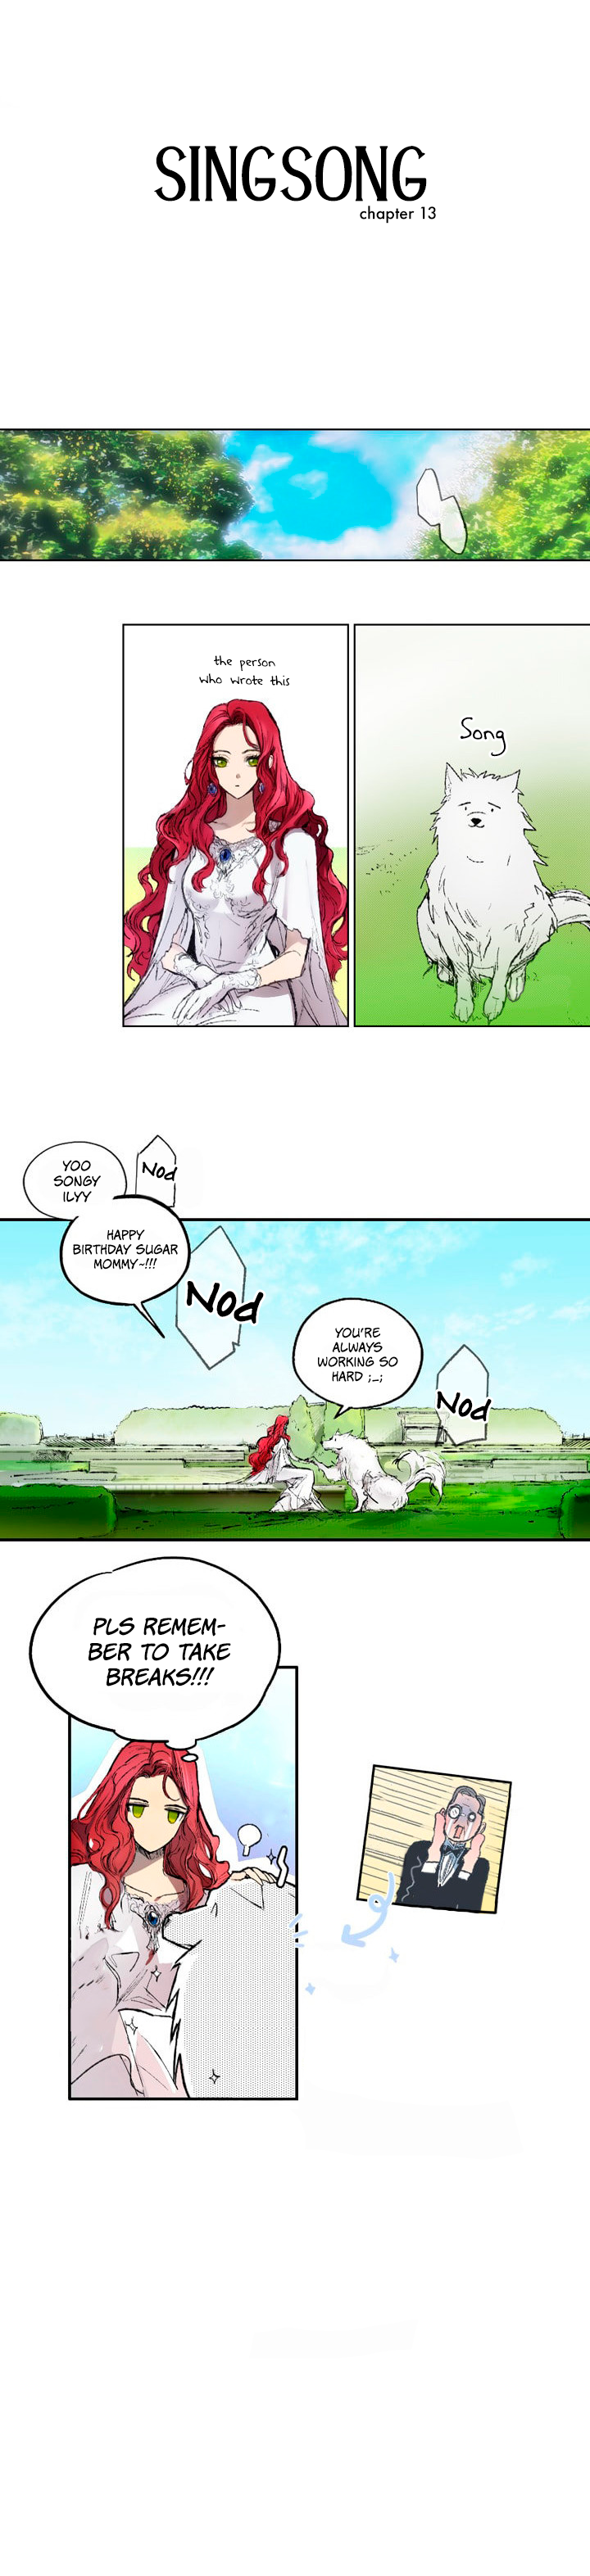 SINGSONG
chapter 13
the person
who wrote this
Song
YOO
SONGY
ILYY
Nod
HAPPY
BIRTHDAY SUGAR
MOMMY~!!!
Nod
YOU'RE
ALWAYS
WORKING SO
HARD ;_;
Nod
PLS REMEM-
BER TO TAKE
BREAKS!!!